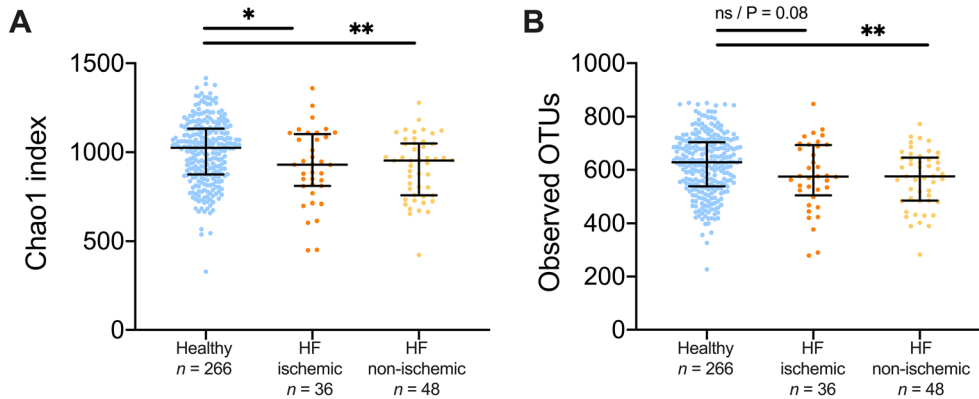 A
*
**
Chao1 index
1500
1000
500
0
Healthy
n = 266
HF
ischemic
n = 36
HF
non-ischemic
n = 48
B
ns / P = 0.08
**
Observed OTUs
1000
800
600
400
200
0
Healthy
n = 266
HF
ischemic
n = 36
HF
non-ischemic
n = 48